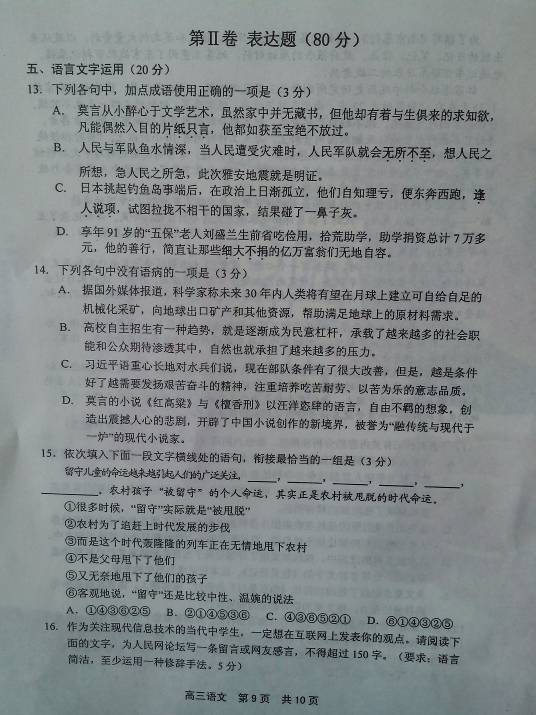 第Ⅱ卷 表达题（80 分）
五、语言文字运用（20 分）
13. 下列各句中，加点成语使用正确的一项是（3 分）
A. 莫言从小醉心于文学艺术，虽然家中并无藏书，但他却有着与生俱来的求知欲，
凡能偶然入目的片纸只言，他都如获至宝绝不放过。
B. 人民与军队鱼水情深，当人民遭受灾难时，人民军队就会无所不至，想人民之
所想，急人民之所急，此次雅安地震就是明证。
C. 日本挑起钓鱼岛事端后，在政治上日渐孤立，他们自知理亏，便东奔西跑，逢
人说项，试图拉拢不相干的国家，结果碰了一鼻子灰。
D. 享年 91 岁的“五保”老人刘盛兰生前省吃俭用，拾荒助学，助学捐资总计 7 万多
元，他的善行，简直让那些细大不捐的亿万富翁们无地自容。
14. 下列各句中没有语病的一项是（3 分）
A. 据国外媒体报道，科学家称未来 30 年内人类将有望在月球上建立可自给自足的
机械化采矿，向地球出口矿产和其他资源，帮助满足地球上的原材料需求。
B. 高校自主招生有一种趋势，就是逐渐成为民意杠杆，承载了越来越多的社会职
能和公众期待渗透其中，自然也就承担了越来越多的压力。
C. 习近平语重心长地对水兵们说，现在部队条件有了很大改善，但是，越是条件
好了越需要发扬艰苦奋斗的精神，注重培养吃苦耐劳、以苦为乐的意志品质。
D. 莫言的小说《红高粱》与《檀香刑》以汪洋恣肆的语言，自由不羁的想象，创
造出震撼人心的悲剧，开辟了中国小说创作的新境界，被誉为“融传统与现代于
一炉”的现代小说家。
15. 依次填入下面一段文字横线处的语句，衔接最恰当的一组是（3 分）
留守儿童的命运越来越引起人们的广泛关注，_____，_____，_____，_____，_____，
_____。农村孩子“被留守”的个人命运，其实正是农村被甩脱的时代命运。
①很多时候，“留守”实际就是“被甩脱”
②农村为了追赶上时代发展的步伐
③而是这个时代轰隆隆的列车正在无情地甩下农村
④不是父母甩下了他们
⑤又无奈地甩下了他们的孩子
⑥客观地说，“留守”还是比较中性、温婉的说法
A. ①④③⑥②⑤ B. ②①④⑤③⑥ C. ④③⑥⑤②① D. ⑥①④③②⑤
16. 作为关注现代信息技术的当代中学生，一定想在互联网上发表你的观点。请阅读下
面的文字，为人民网论坛写一条留言或网友感言，不得超过 150 字。（要求：语言
简洁，至少运用一种修辞手法。5 分）
高三语文 第 9 页 共 10 页